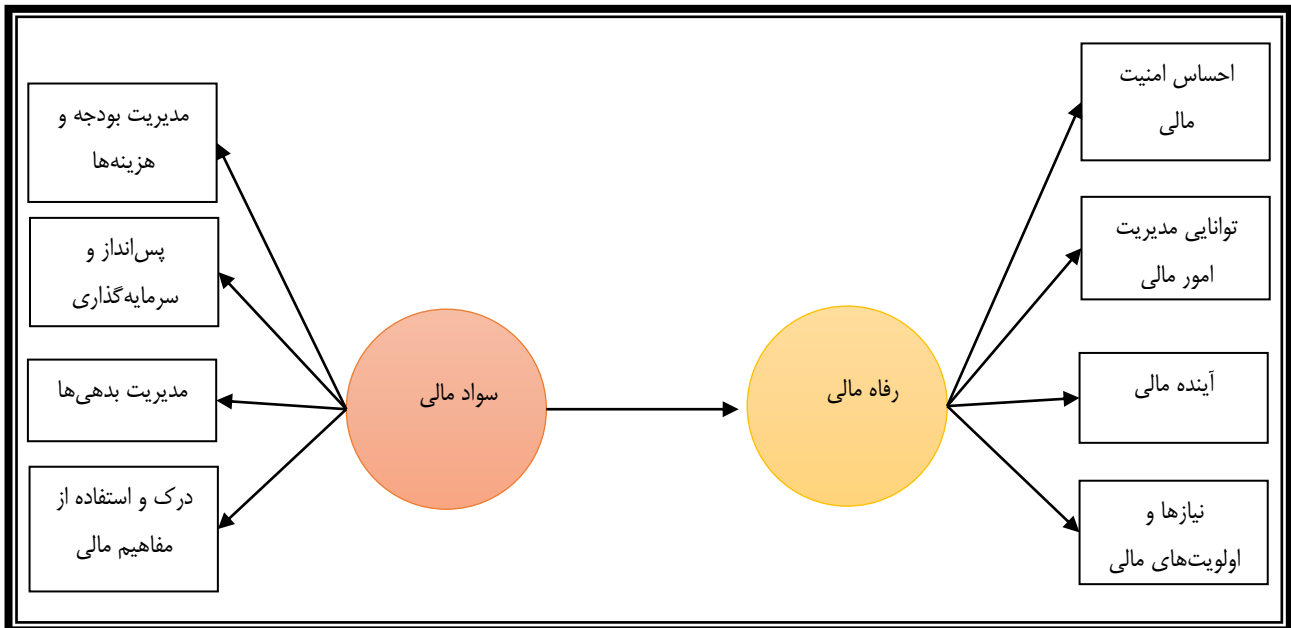 احساس امنیت
مالی
توانایی مدیریت
امور مالی
آینده مالی
نیازها و
اولویت‌های مالی
رفاه مالی
سواد مالی
مدیریت بودجه و
هزینه‌ها
پس‌انداز و
سرمایه‌گذاری
مدیریت بدهی‌ها
درک و استفاده از
مفاهیم مالی